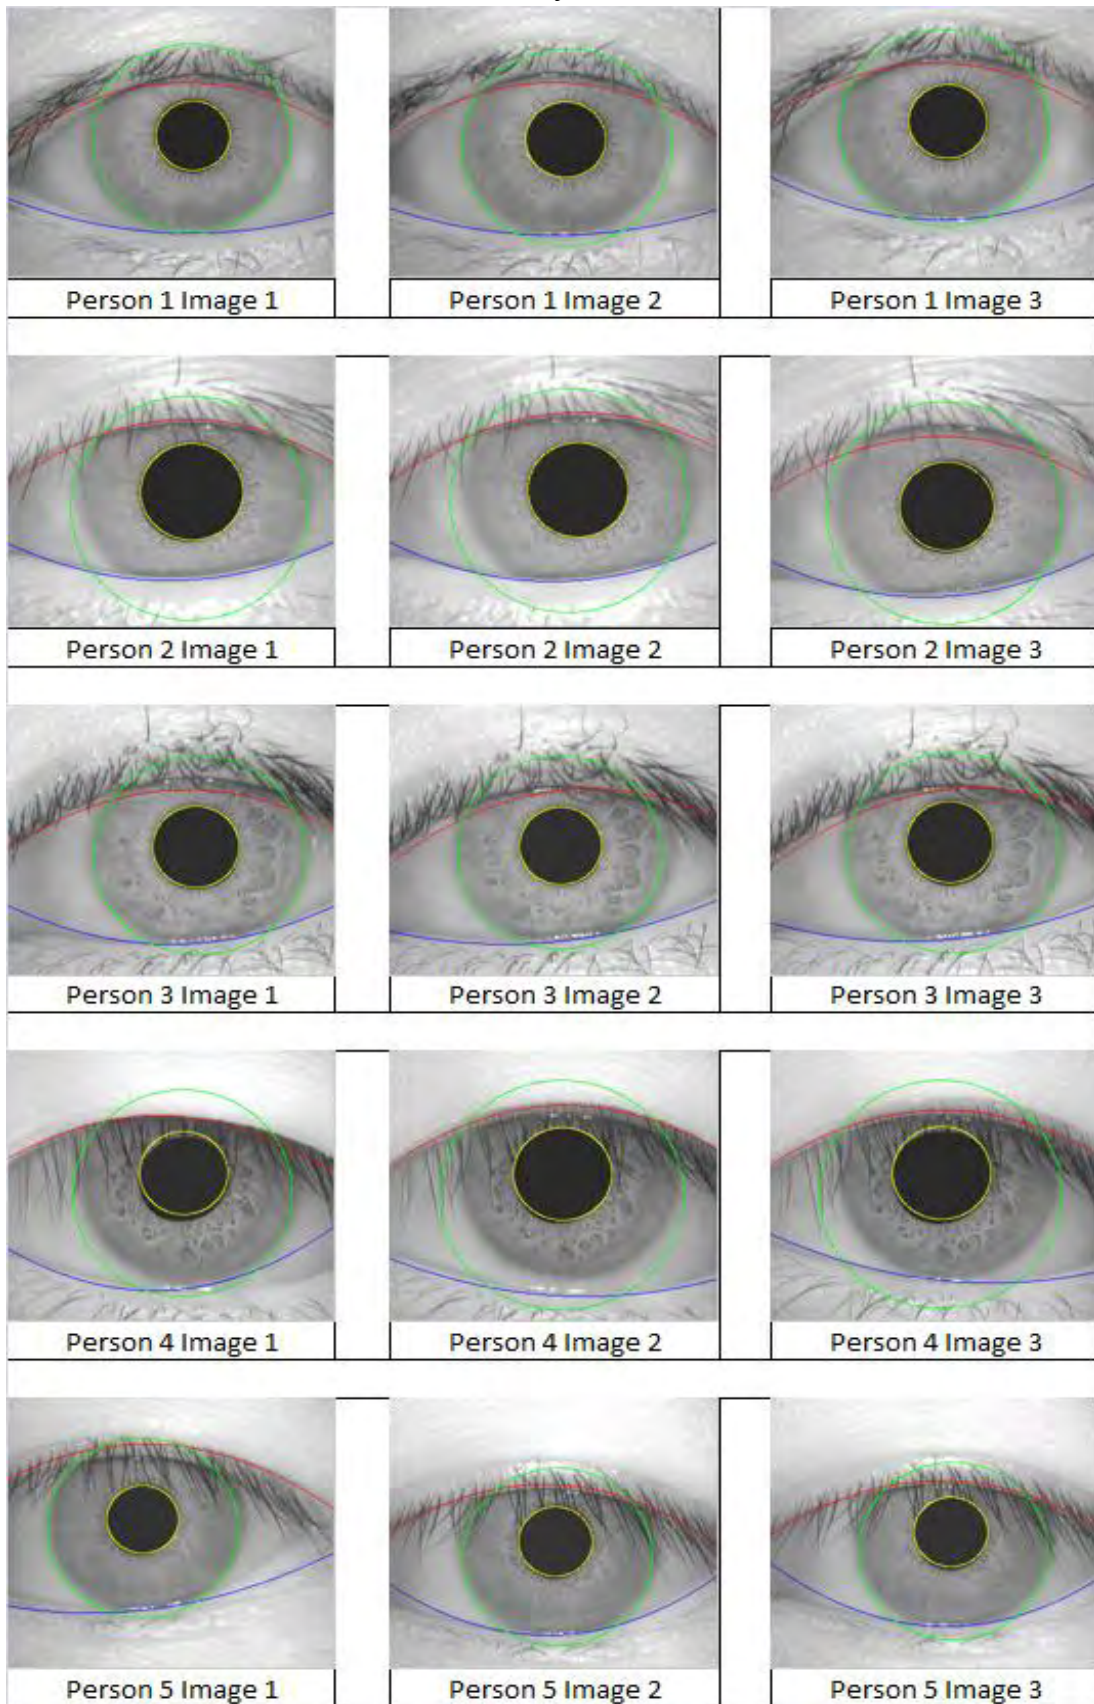 Person 1 Image 1
Person 1 Image 2
Person 1 Image 3
Person 2 Image 1
Person 2 Image 2
Person 2 Image 3
Person 3 Image 1
Person 3 Image 2
Person 3 Image 3
Person 4 Image 1
Person 4 Image 2
Person 4 Image 3
Person 5 Image 1
Person 5 Image 2
Person 5 Image 3